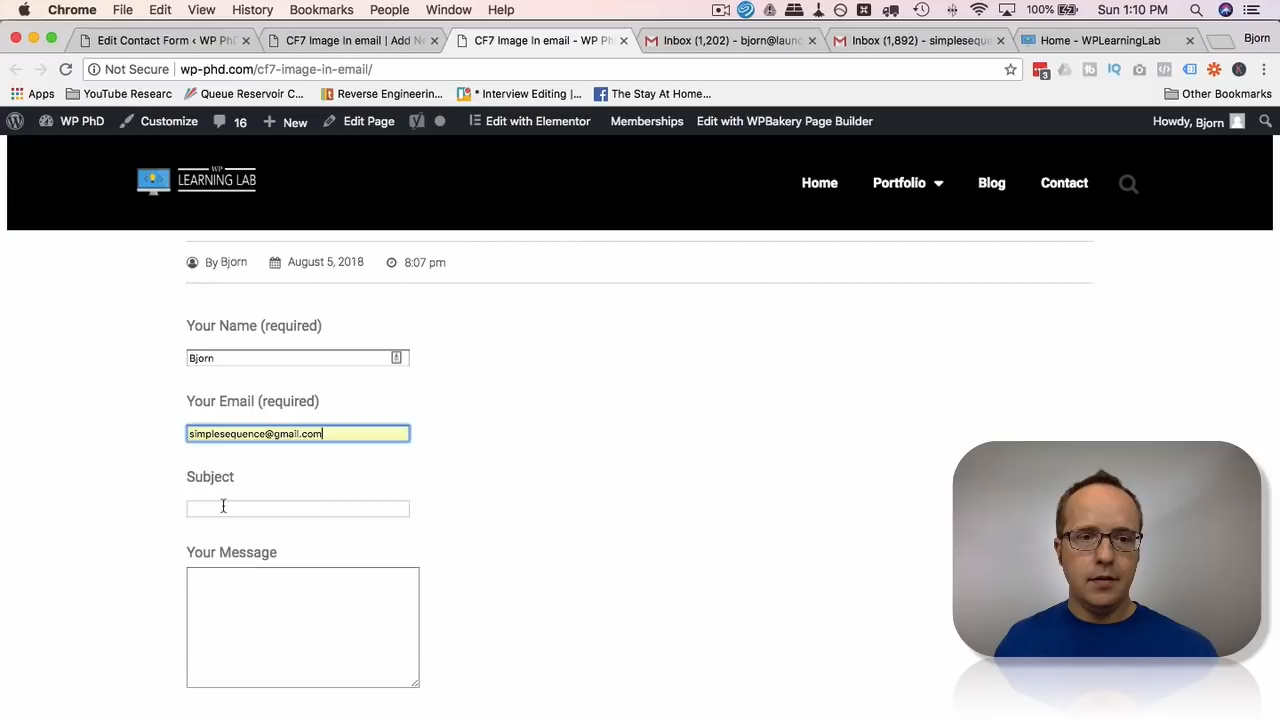 Chrome File Edit View History Bookmarks People Window Help 100% Sun 1:10 PM
Edit Contact Form ‹ WP PhD CF7 Image In email | Add Ne CF7 Image In email - WP Ph Inbox (1,202) - bjorn@laun Inbox (1,892) - simpleseque Home - WPLearningLab Bjorn
Not Secure wp-phd.com/cf7-image-in-email/ 3
Apps YouTube Researc Queue Reservoir C... Reverse Engineerin... * Interview Editing |... The Stay At Home... Other Bookmarks
WP PhD Customize 16 New Edit Page Edit with Elementor Memberships Edit with WPBakery Page Builder Howdy, Bjorn
WP
LEARNING LAB
Home Portfolio Blog Contact
By Bjorn August 5, 2018 8:07 pm
Your Name (required)
Bjorn
Your Email (required)
simplesequence@gmail.com
Subject
Your Message